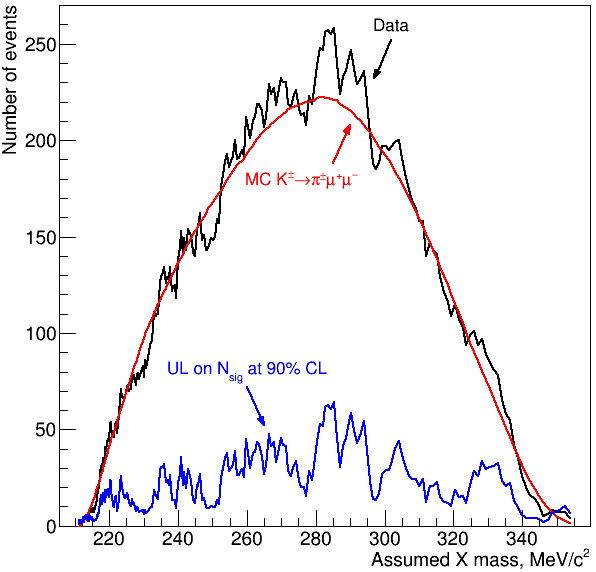 Number of events
250
200
150
100
50
0
Data
MC K±→π±μ+μ−
UL on Nsig at 90% CL
220 240 260 280 300 320 340
Assumed X mass, MeV/c²